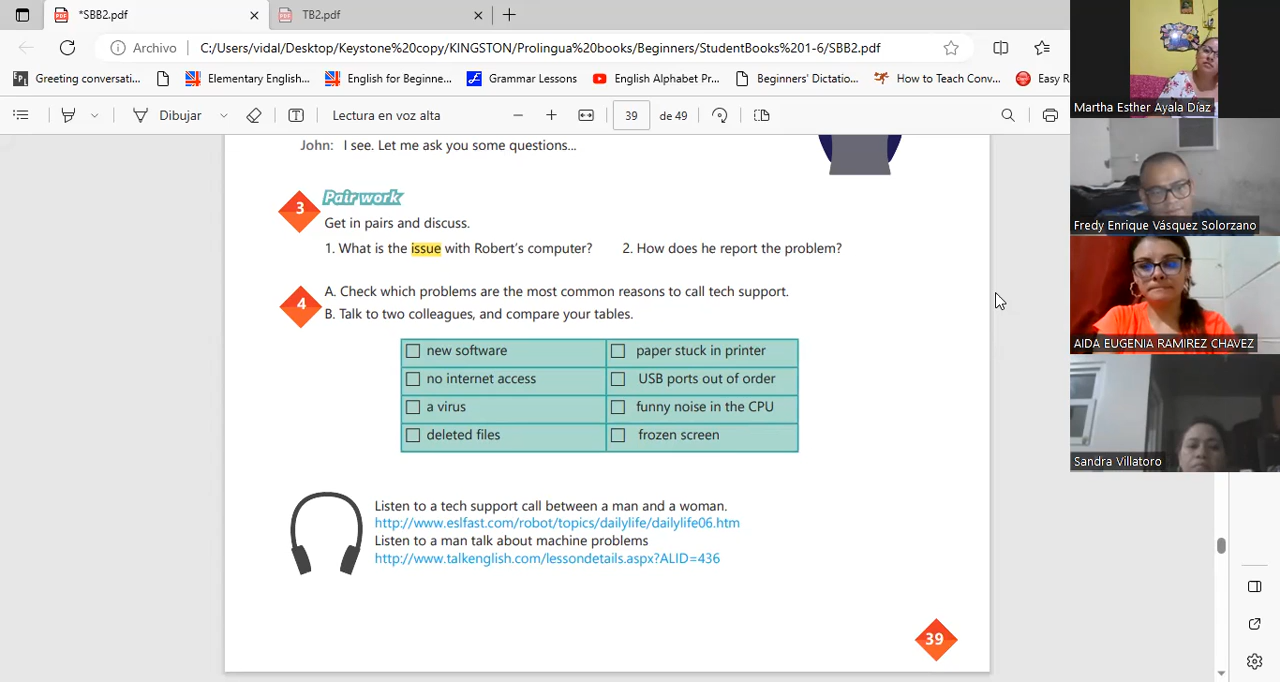 *SBB2.pdf
TB2.pdf
Archivo
C:/Users/vidal/Desktop/Keystone%20copy/KINGSTON/Prolingua%20books/Beginners/StudentBooks%201-6/SBB2.pdf
Greeting conversati...
Elementary English...
English for Beginne...
Grammar Lessons
English Alphabet Pr...
Beginners' Dictatio...
How to Teach Conv...
Easy R
Dibujar
Lectura en voz alta
39
de 49
John: I see. Let me ask you some questions...
3
Pair work
Get in pairs and discuss.
1. What is the issue with Robert's computer?
2. How does he report the problem?
4
A. Check which problems are the most common reasons to call tech support.
B. Talk to two colleagues, and compare your tables.
new software
paper stuck in printer
no internet access
USB ports out of order
a virus
funny noise in the CPU
deleted files
frozen screen
Listen to a tech support call between a man and a woman.
http://www.eslfast.com/robot/topics/dailylife/dailylife06.htm
Listen to a man talk about machine problems
http://www.talkenglish.com/lessondetails.aspx?ALID=436
39
Martha Esther Ayala Díaz
Fredy Enrique Vásquez Solorzano
AIDA EUGENIA RAMIREZ CHAVEZ
Sandra Villatoro